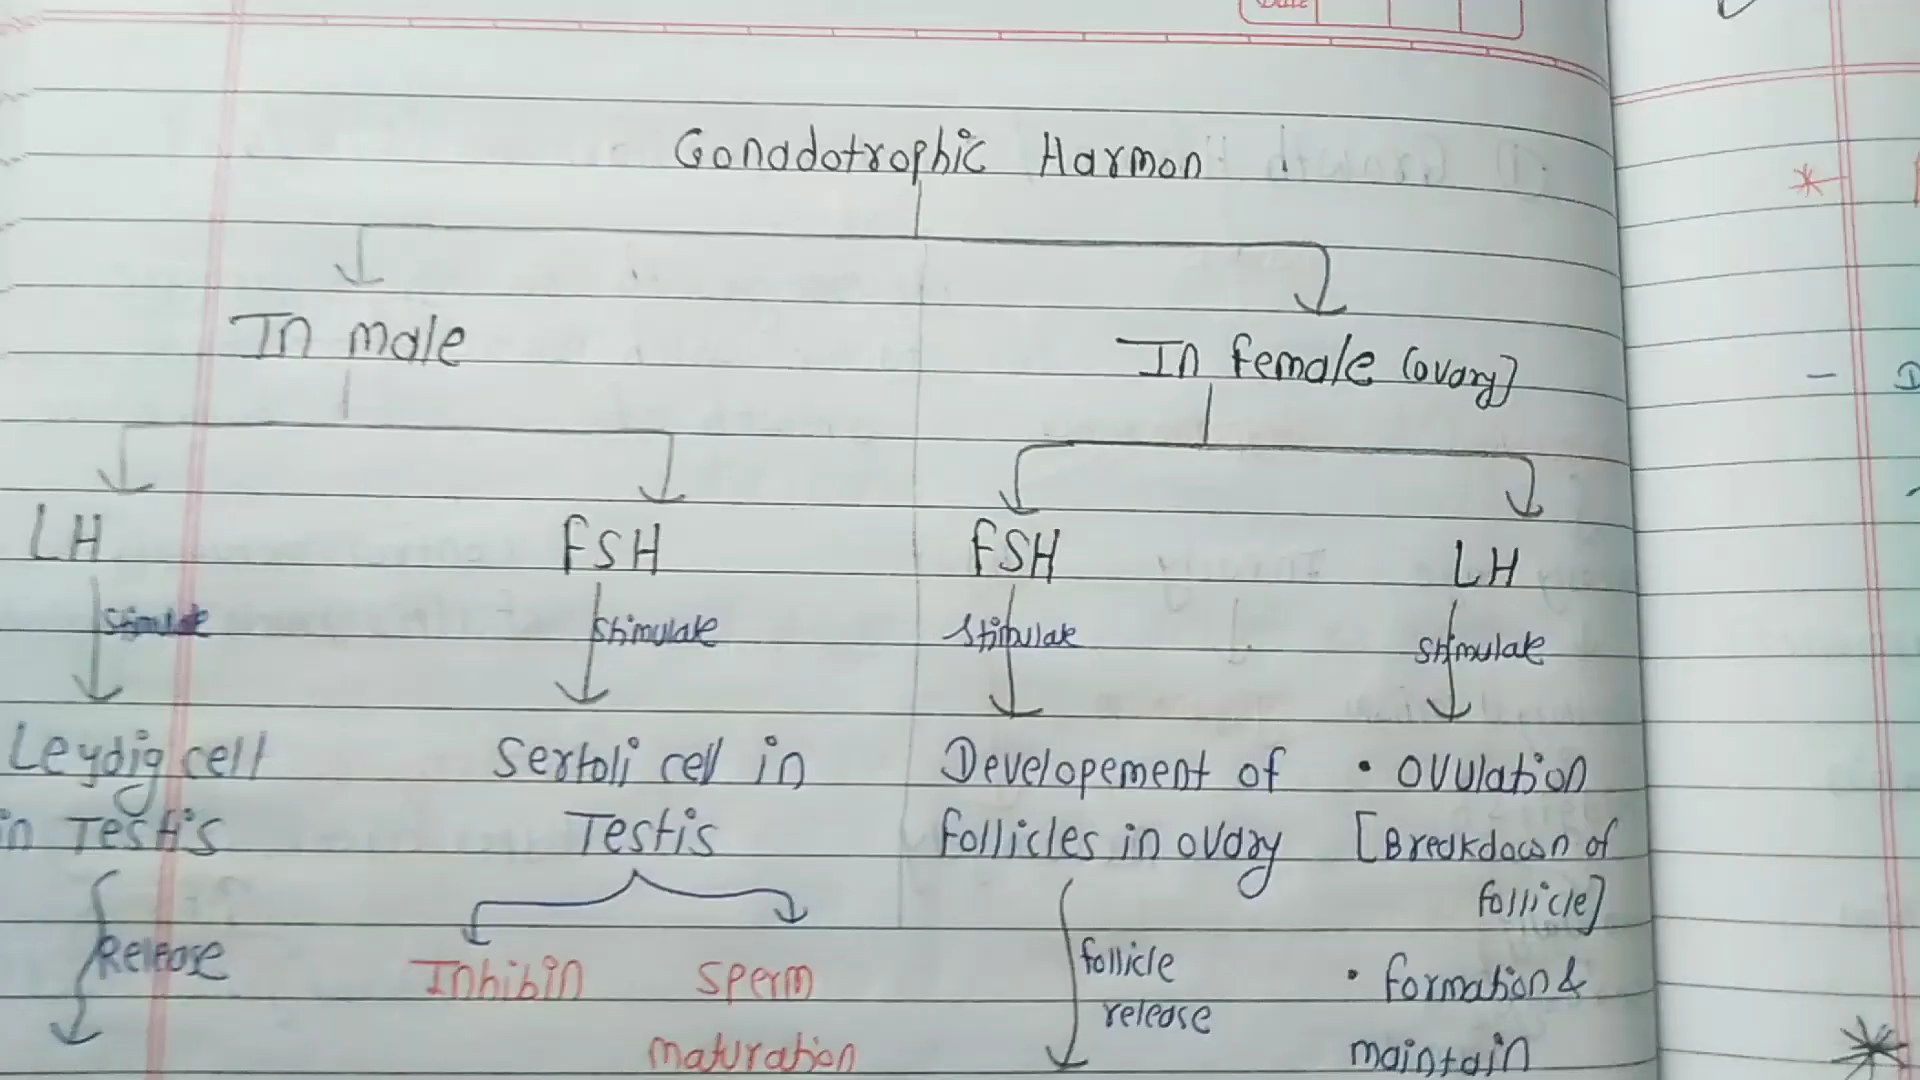 Date
Gonadotrophic Harmon
In male
In female (ovary]
LH
FSH
FSH
LH
Stimulate
Stimulate
Stimulate
Stimulate
Leydig cell
in Testis
Sertoli cell in
Testis
Developement of
follicles in ovary
• ovulation
[Breakdown of
follicle]
Release
Inhibin
sperm
maturation
follicle
release
• formation &
maintain